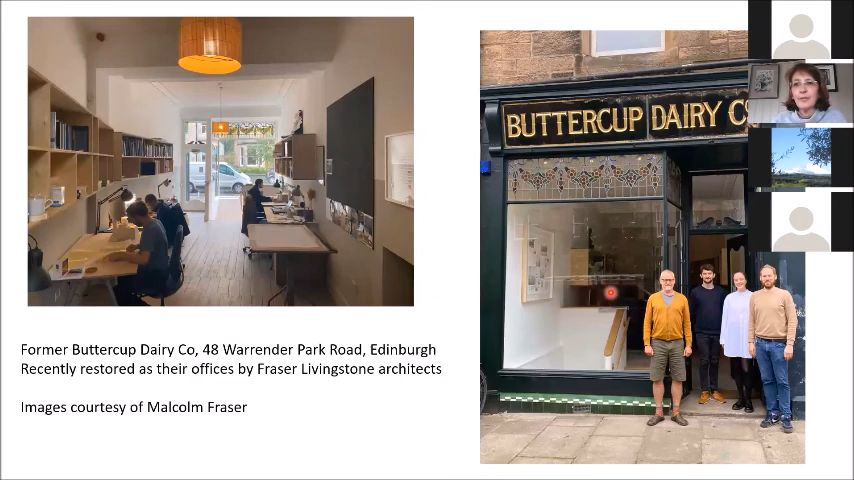 BUTTERCUP DAIRY C
Former Buttercup Dairy Co, 48 Warrender Park Road, Edinburgh
Recently restored as their offices by Fraser Livingstone architects
Images courtesy of Malcolm Fraser